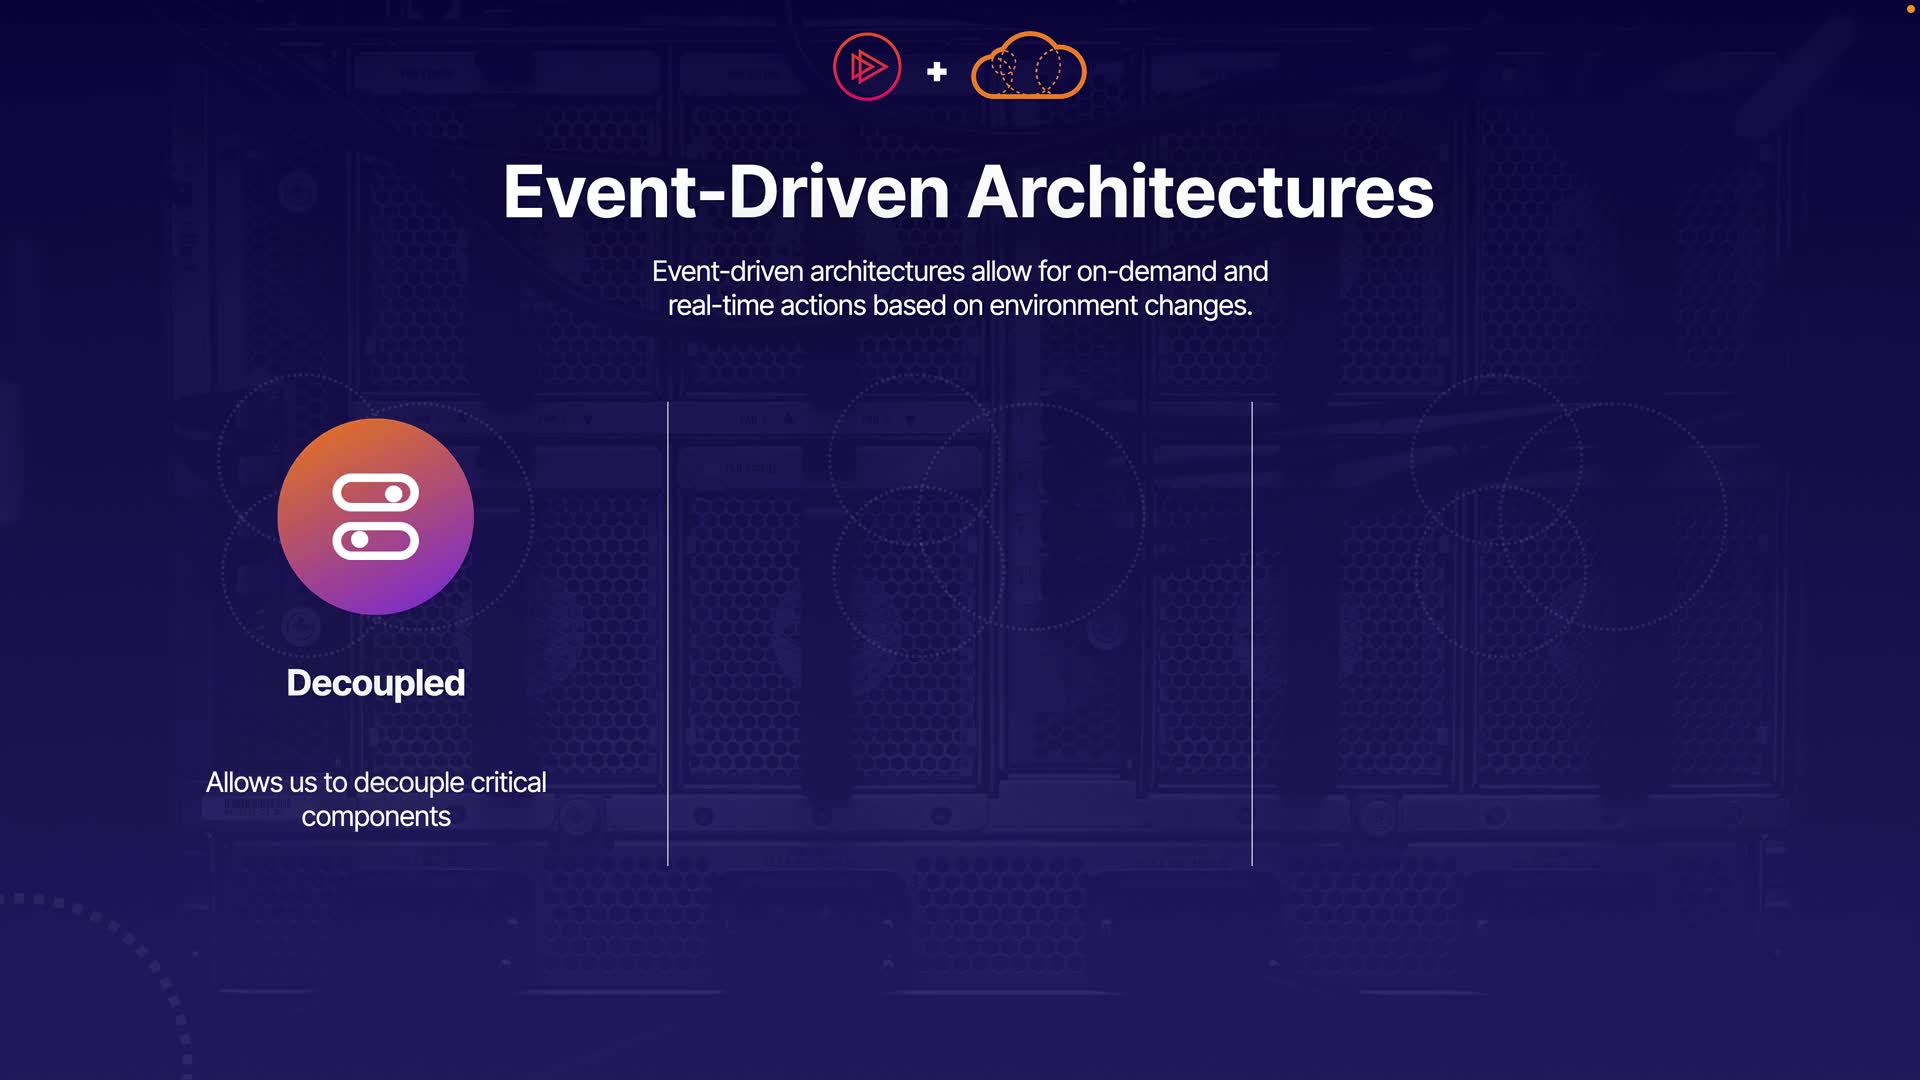 Event-Driven Architectures
Event-driven architectures allow for on-demand and
real-time actions based on environment changes.
Decoupled
Allows us to decouple critical
components